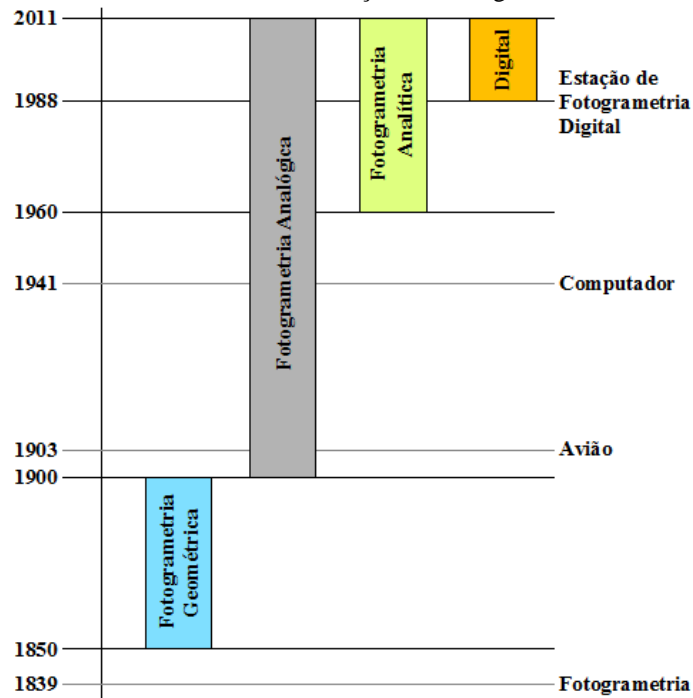 2011
1988
1960
1941
1903
1900
1850
1839
Fotogrametria
Geométrica
Fotogrametria Analógica
Fotogrametria
Analítica
Digital
Estação de
Fotogrametria
Digital
Computador
Avião
Fotogrametria